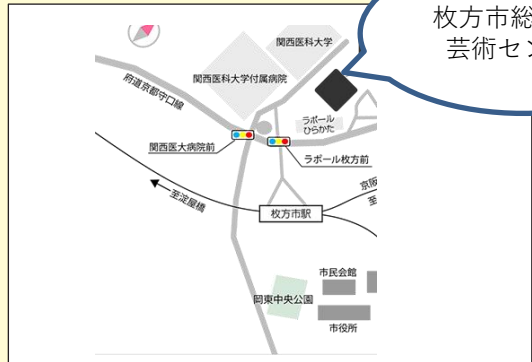 枚方市総
芸術セン
関西医科大学
関西医科大学付属病院
府道京都守口線
ラポール
ひらかた
関西医大病院前
ラポール枚方前
至淀屋橋
京阪
至
枚方市駅
市民会館
岡東中央公園
市役所